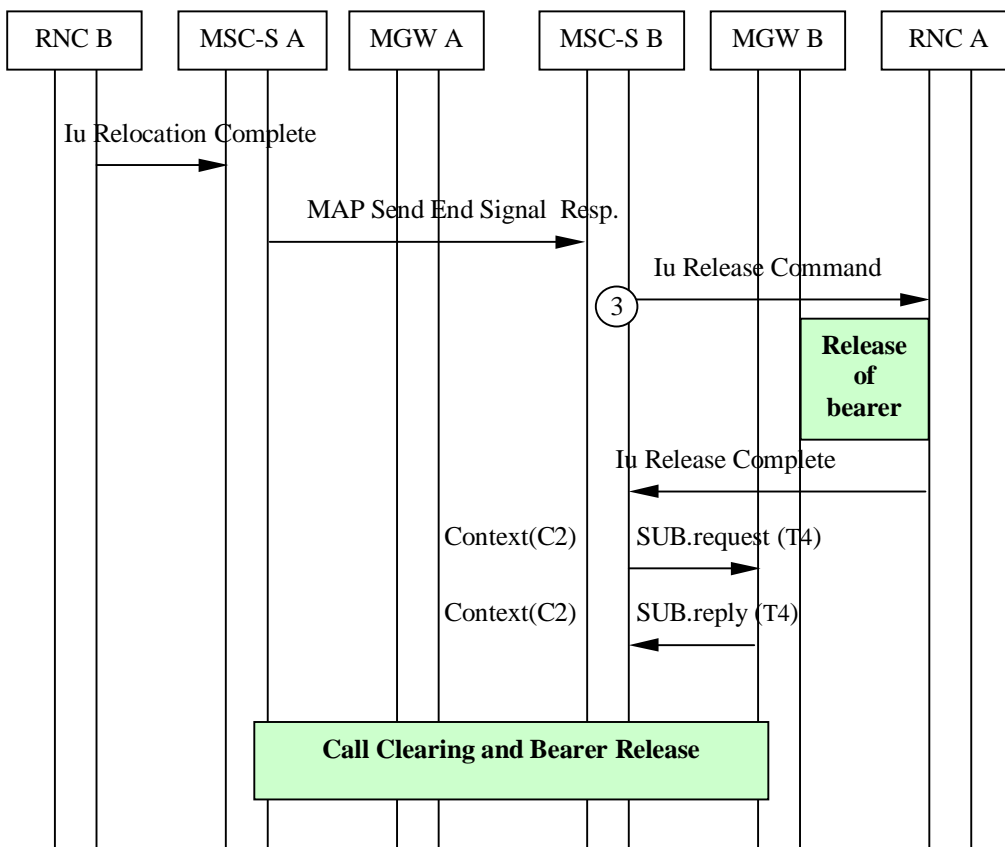 RNC B
MSC-S A
MGW A
MSC-S B
MGW B
RNC A
Iu Relocation Complete
MAP Send End Signal Resp.
Iu Release Command
3
Release
of
bearer
Iu Release Complete
Context(C2)
SUB.request (T4)
Context(C2)
SUB.reply (T4)
Call Clearing and Bearer Release